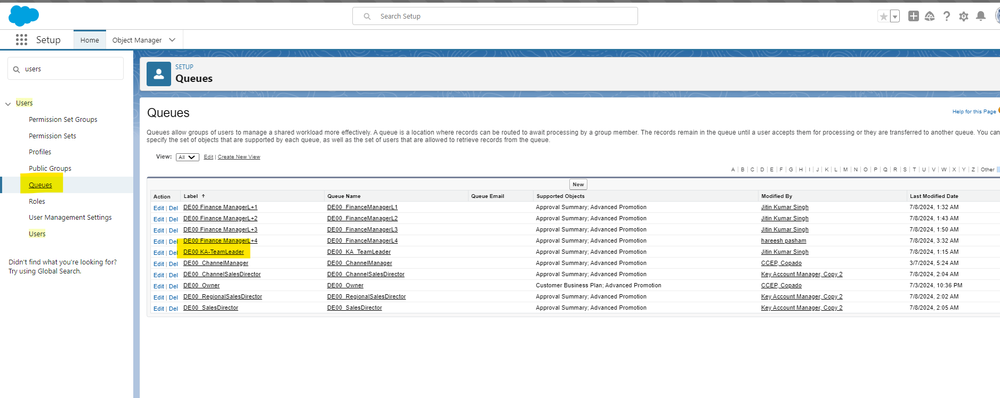 Search Setup
Setup
Home
Object Manager
users
Users
Permission Set Groups
Permission Sets
Profiles
Public Groups
Queues
Roles
User Management Settings
Users
Didn't find what you're looking for?
Try using Global Search.
SETUP
Queues
Queues
Help for this Page
Queues allow groups of users to manage a shared workload more effectively. A queue is a location where records can be routed to await processing by a group member. The records remain in the queue until a user accepts them for processing or they are transferred to another queue. You can
specify the set of objects that are supported by each queue, as well as the set of users that are allowed to retrieve records from the queue.
View: All Edit | Create New View
A | B | C | D | E | F | G | H | I | J | K | L | M | N | O | P | Q | R | S | T | U | V | W | X | Y | Z | Other
New
Action Label ↑ Queue Name Queue Email Supported Objects Modified By Last Modified Date
Edit | Del DE00 Finance ManagerL+1 DE00_FinanceManagerL1 Approval Summary; Advanced Promotion Jitin Kumar Singh 7/8/2024, 1:32 AM
Edit | Del DE00 Finance ManagerL+2 DE00_FinanceManagerL2 Approval Summary; Advanced Promotion Jitin Kumar Singh 7/8/2024, 1:43 AM
Edit | Del DE00 Finance ManagerL+3 DE00_FinanceManagerL3 Approval Summary; Advanced Promotion Jitin Kumar Singh 7/8/2024, 1:50 AM
Edit | Del DE00 Finance ManagerL+4 DE00_FinanceManagerL4 Approval Summary; Advanced Promotion hareesh pasham 7/8/2024, 3:32 AM
Edit | Del DE00 KA-TeamLeader DE00_KA_TeamLeader Approval Summary; Advanced Promotion Jitin Kumar Singh 7/8/2024, 1:15 AM
Edit | Del DE00_ChannelManager DE00_ChannelManager Approval Summary; Advanced Promotion CCEP, Copado 3/7/2024, 5:24 AM
Edit | Del DE00_ChannelSalesDirector DE00_ChannelSalesDirector Approval Summary; Advanced Promotion Key Account Manager, Copy 2 7/8/2024, 2:04 AM
Edit | Del DE00_Owner DE00_Owner Customer Business Plan; Advanced Promotion CCEP, Copado 7/3/2024, 10:36 PM
Edit | Del DE00_RegionalSalesDirector DE00_RegionalSalesDirector Approval Summary; Advanced Promotion Key Account Manager, Copy 2 7/8/2024, 2:02 AM
Edit | Del DE00_SalesDirector DE00_SalesDirector Approval Summary; Advanced Promotion Key Account Manager, Copy 2 7/8/2024, 2:05 AM